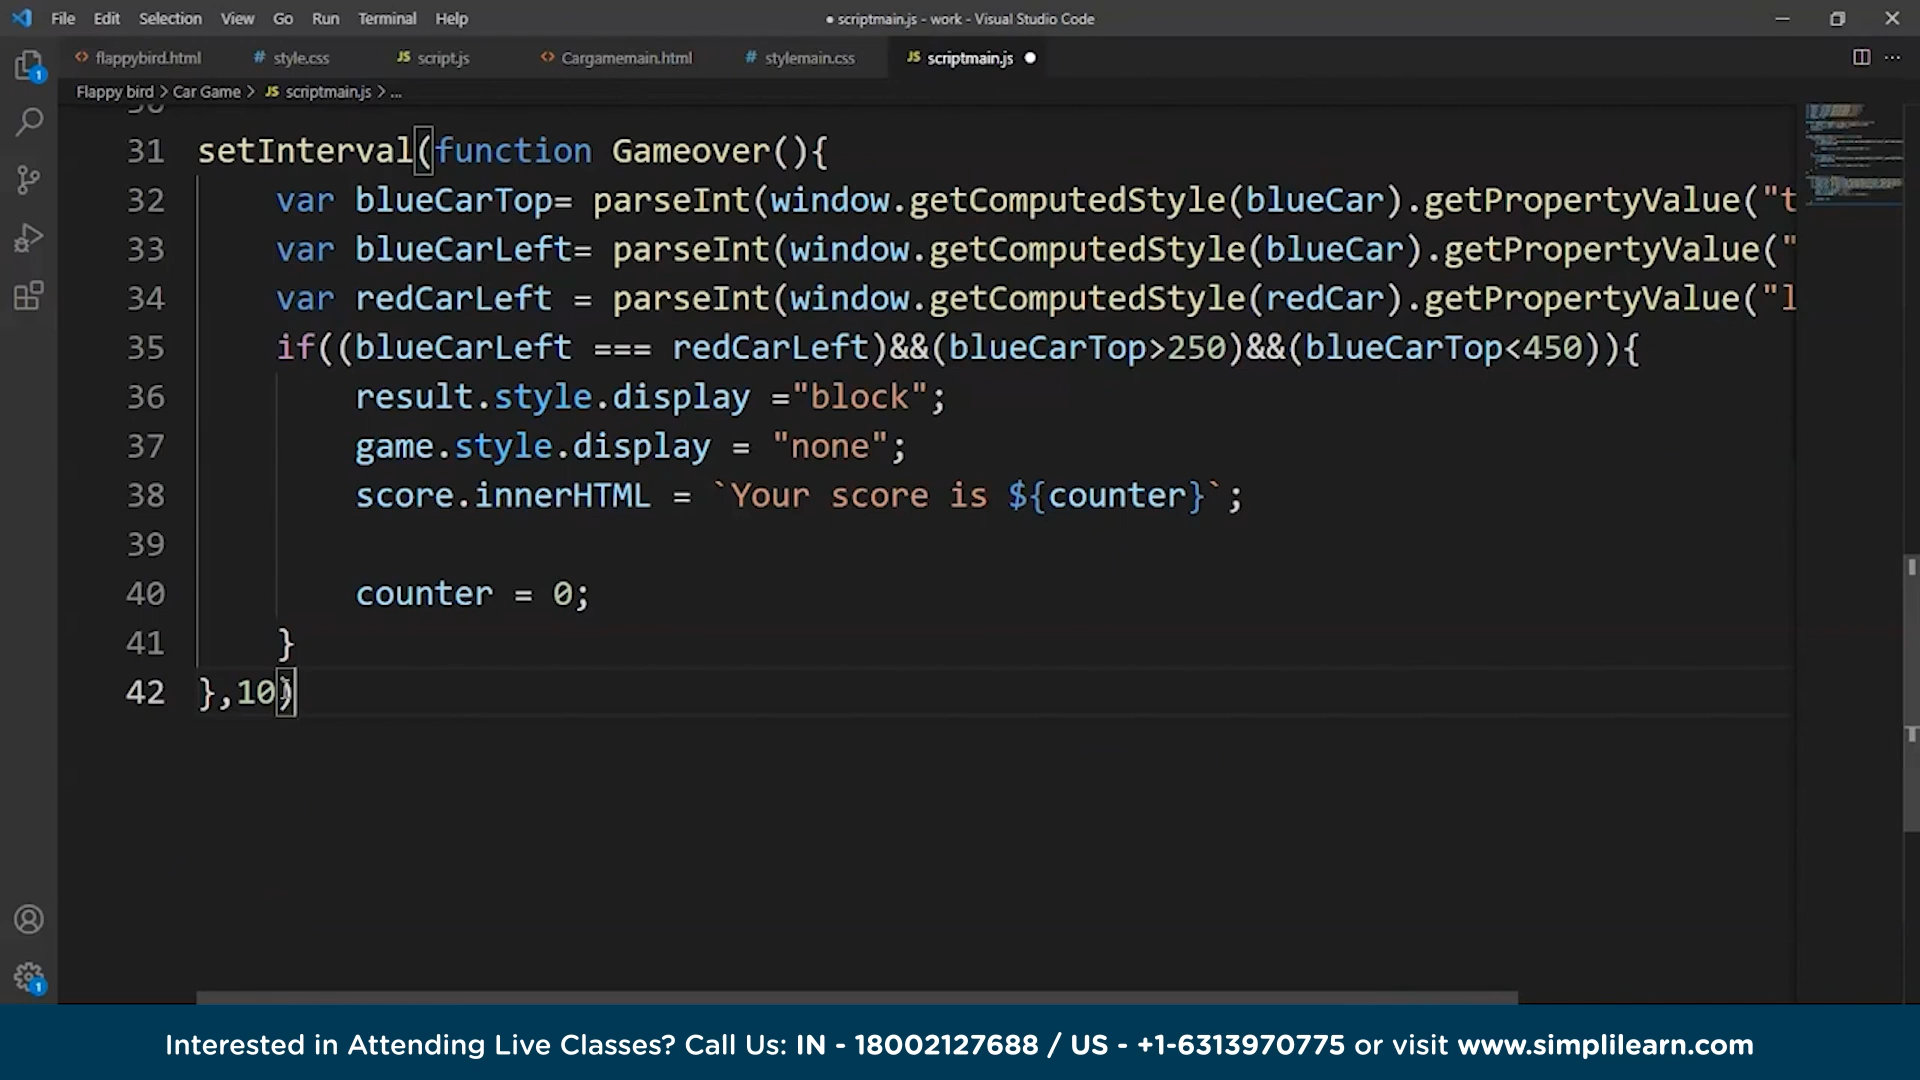 File Edit Selection View Go Run Terminal Help
● scriptmain.js - work - Visual Studio Code
flappybird.html # style.css JS script.js Cargamemain.html # stylemain.css JS scriptmain.js ●
Flappy bird > Car Game > JS scriptmain.js > ...
31 setInterval(function Gameover(){
32 var blueCarTop= parseInt(window.getComputedStyle(blueCar).getPropertyValue("t
33 var blueCarLeft= parseInt(window.getComputedStyle(blueCar).getPropertyValue("
34 var redCarLeft = parseInt(window.getComputedStyle(redCar).getPropertyValue("l
35 if((blueCarLeft === redCarLeft)&&(blueCarTop>250)&&(blueCarTop<450)){
36 result.style.display ="block";
37 game.style.display = "none";
38 score.innerHTML = `Your score is ${counter}`;
39
40 counter = 0;
41 }
42 },10)
Interested in Attending Live Classes? Call Us: IN - 18002127688 / US - +1-6313970775 or visit www.simplilearn.com